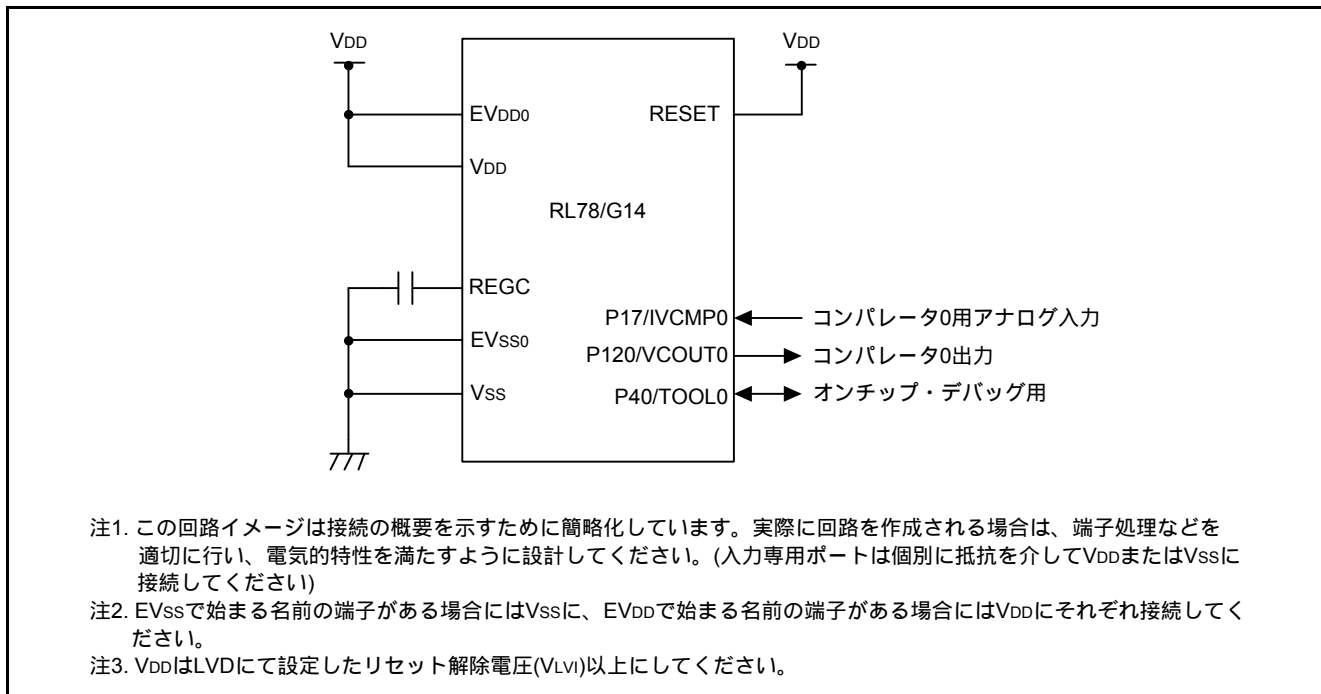 VDD
VDD
EVDD0
RESET
VDD
RL78/G14
REGC
P17/IVCMP0
コンパレータ0用アナログ入力
EVSS0
P120/VCOUT0
コンパレータ0出力
VSS
P40/TOOL0
オンチップ・デバッグ用
注1. この回路イメージは接続の概要を示すために簡略化しています。実際に回路を作成される場合は、端子処理などを
適切に行い、電気的特性を満たすように設計してください。(入力専用ポートは個別に抵抗を介してVDDまたはVSSに
接続してください)
注2. EVSSで始まる名前の端子がある場合にはVSSに、EVDDで始まる名前の端子がある場合にはVDDにそれぞれ接続してく
ださい。
注3. VDDはLVDにて設定したリセット解除電圧(VLVI)以上にしてください。